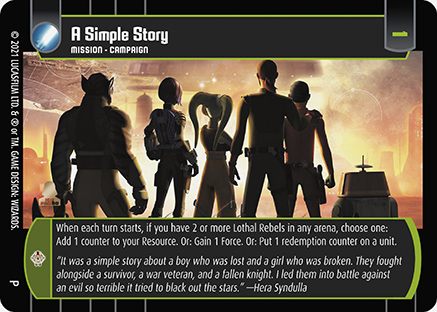 A Simple Story
MISSION - CAMPAIGN
When each turn starts, if you have 2 or more Lothal Rebels in any arena, choose one:
Add 1 counter to your Resource. Or: Gain 1 Force. Or: Put 1 redemption counter on a unit.
"It was a simple story about a boy who was lost and a girl who was broken. They fought
alongside a survivor, a war veteran, and a fallen knight. I led them into battle against
an evil so terrible it tried to black out the stars." —Hera Syndulla
© 2021 LUCASFILM LTD. & ® or TM. GAME DESIGN: WIZARDS.
P
1